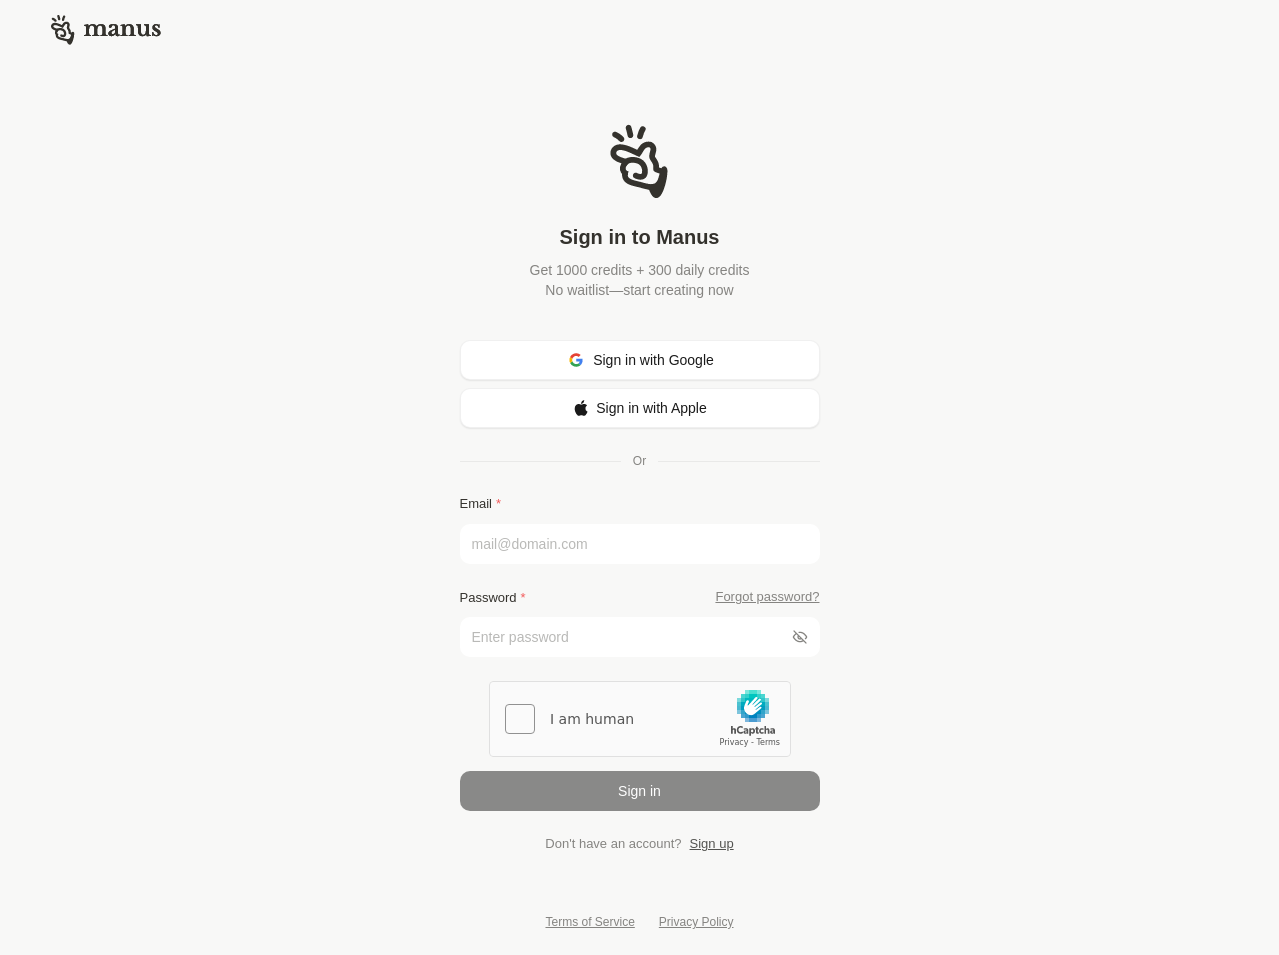 manus
Sign in to Manus
Get 1000 credits + 300 daily credits
No waitlist—start creating now
Sign in with Google
Sign in with Apple
Or
Email *
mail@domain.com
Password * Forgot password?
Enter password
I am human
hCaptcha
Privacy - Terms
Sign in
Don't have an account? Sign up
Terms of Service Privacy Policy